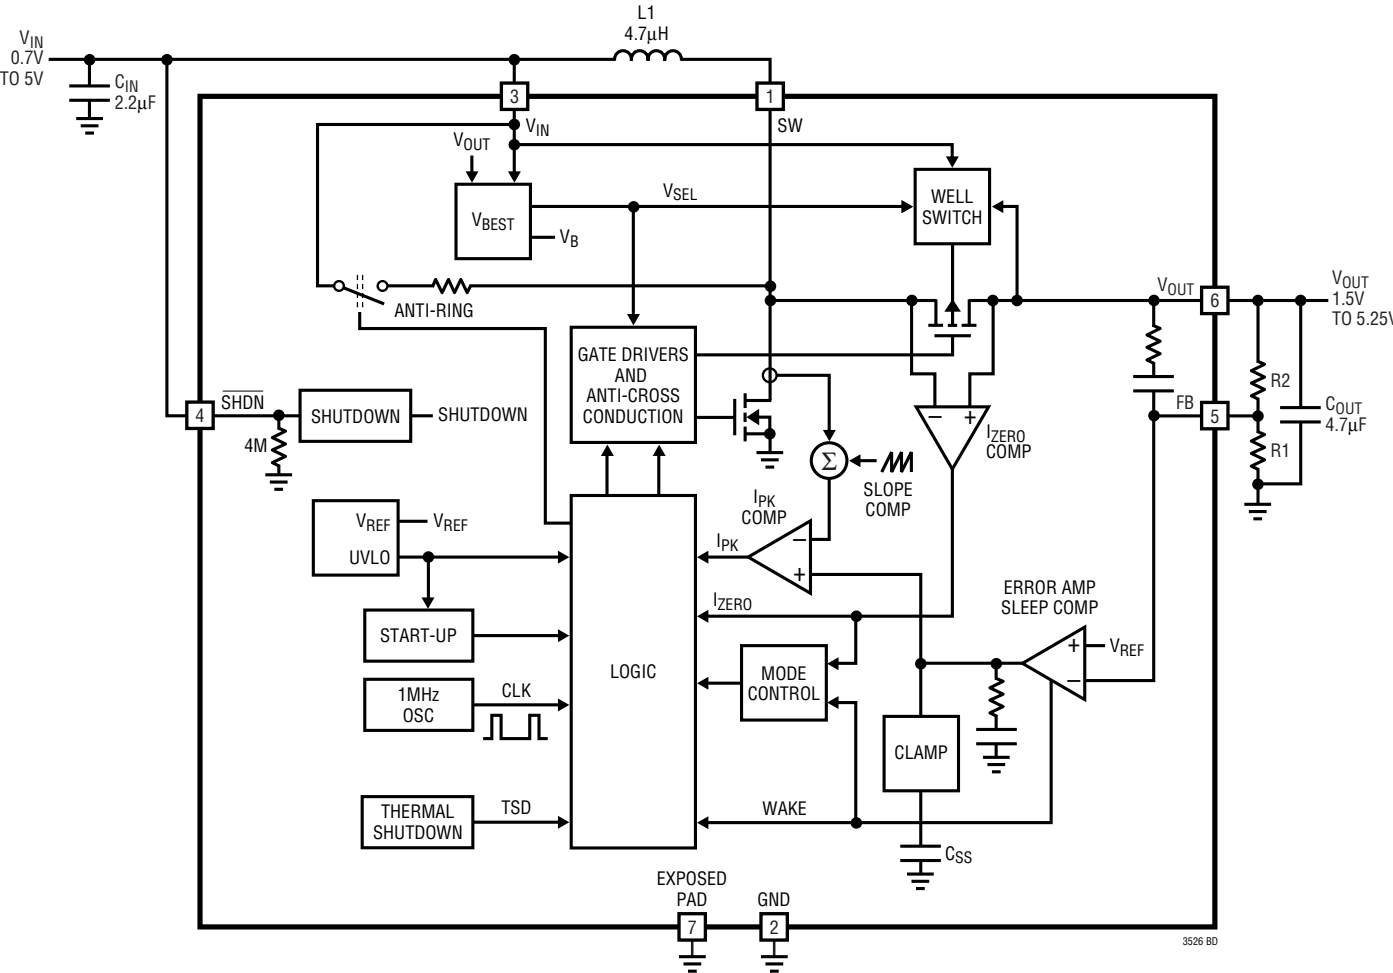 L1
4.7µH
VIN
0.7V
TO 5V
CIN
2.2µF
3
1
VIN
SW
VOUT
VSEL
WELL
SWITCH
VBEST
VB
ANTI-RING
VOUT
6
VOUT
1.5V
TO 5.25V
GATE DRIVERS
AND
ANTI-CROSS
CONDUCTION
4
SHDN
SHUTDOWN
SHUTDOWN
4M
R2
FB
5
COUT
4.7µF
R1
– +
IZERO
COMP
Σ
SLOPE
COMP
IPK
COMP
VREF
VREF
UVLO
IPK
–
+
IZERO
ERROR AMP
SLEEP COMP
START-UP
LOGIC
MODE
CONTROL
+
VREF
–
1MHz
OSC
CLK
CLAMP
THERMAL
SHUTDOWN
TSD
WAKE
CSS
EXPOSED
PAD
GND
7
2
3526 BD